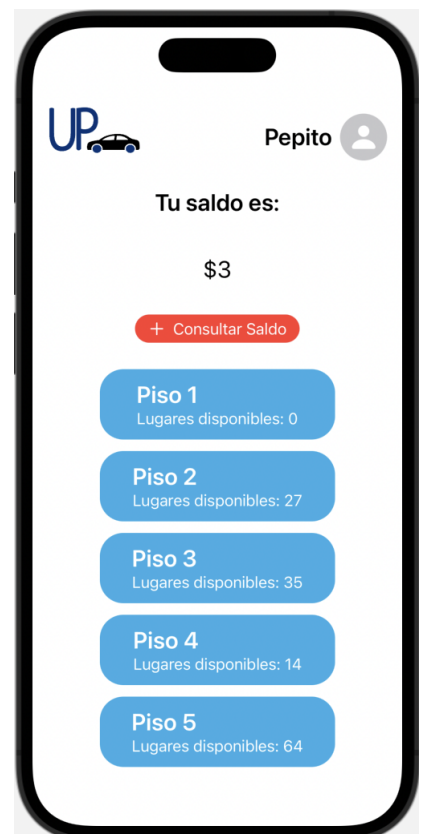 UP
Pepito
Tu saldo es:
$3
+ Consultar Saldo
Piso 1
Lugares disponibles: 0
Piso 2
Lugares disponibles: 27
Piso 3
Lugares disponibles: 35
Piso 4
Lugares disponibles: 14
Piso 5
Lugares disponibles: 64